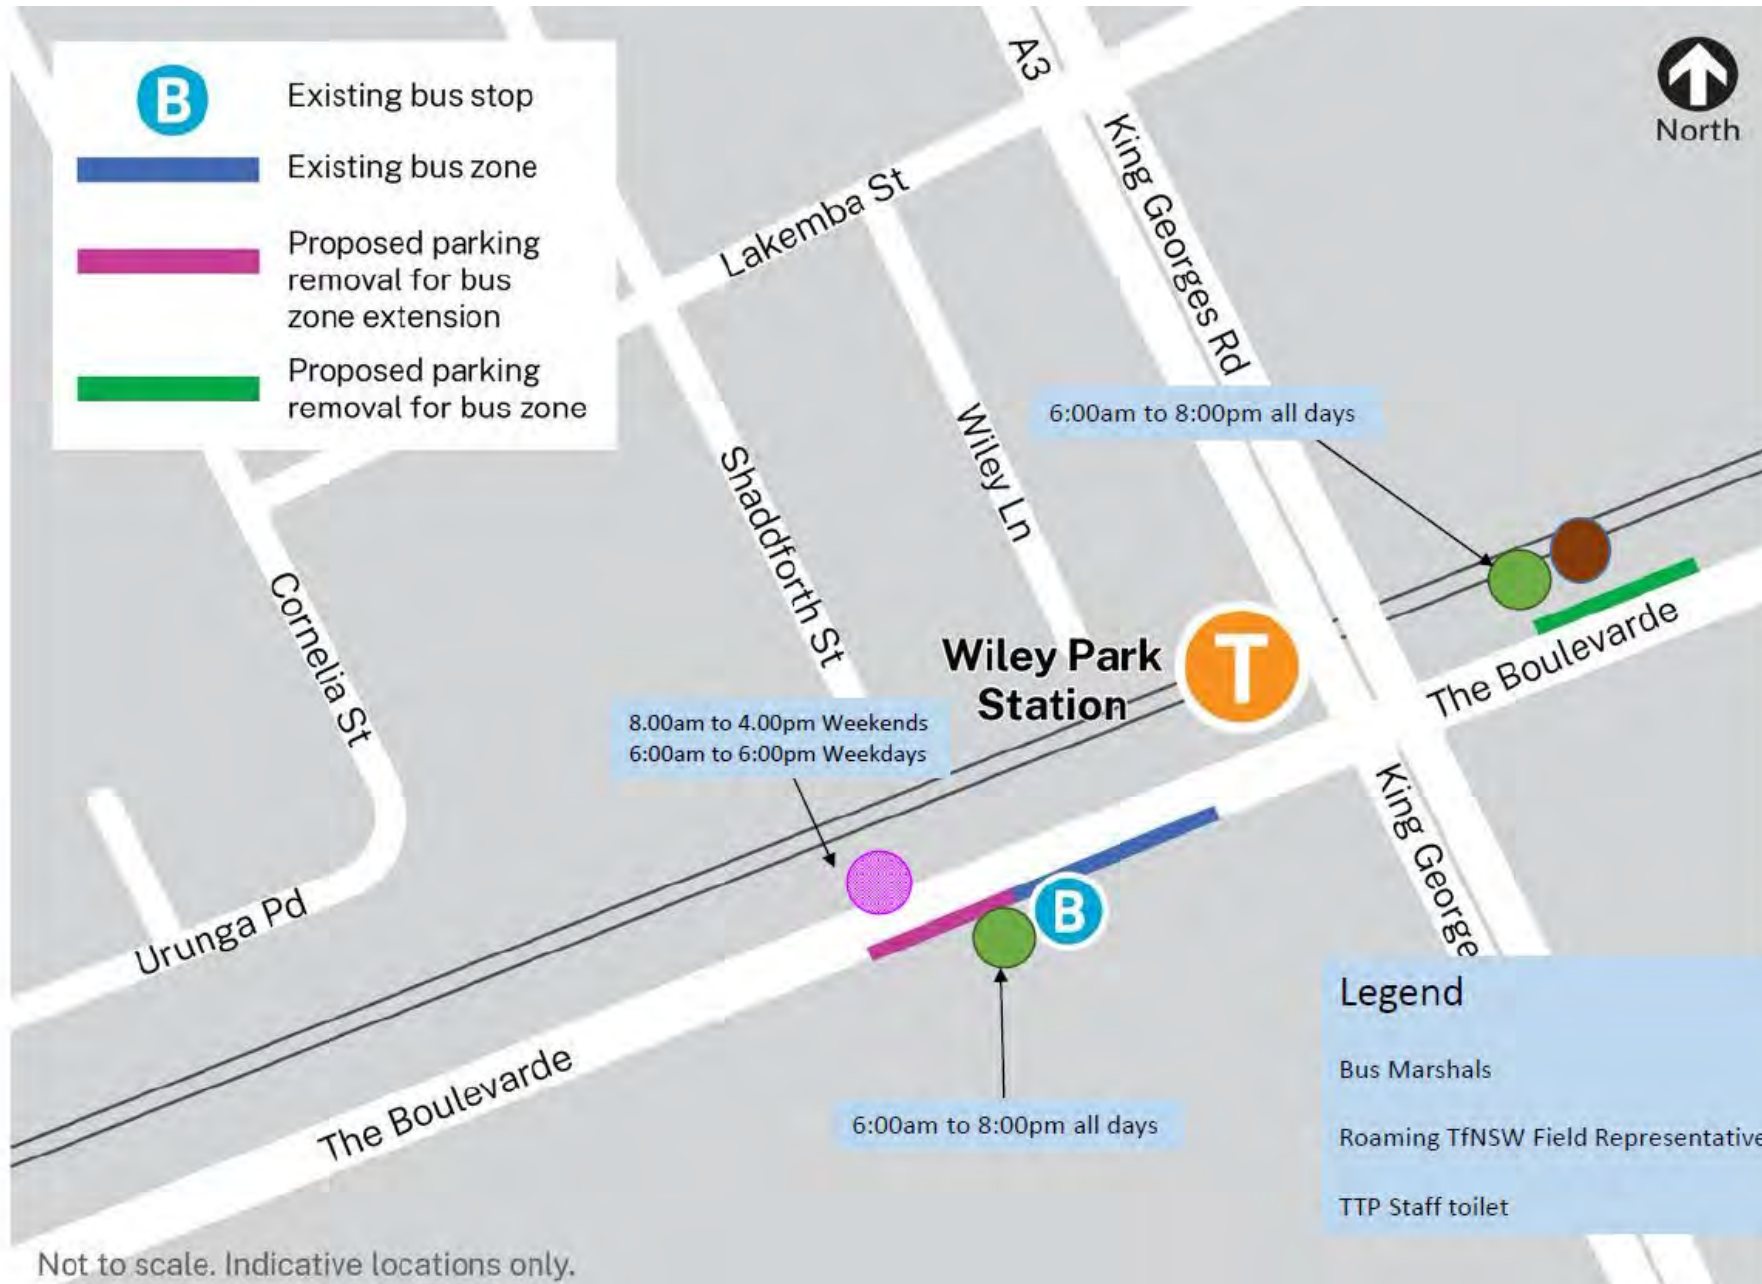 B
Existing bus stop
Existing bus zone
Proposed parking
removal for bus
zone extension
Proposed parking
removal for bus zone
A3
North
King Georges Rd
Lakemba St
Wiley Ln
Shaddforth St
Cornelia St
6:00am to 8:00pm all days
Wiley Park
Station
T
The Boulevarde
8.00am to 4.00pm Weekends
6:00am to 6:00pm Weekdays
King George
B
Urunga Pd
The Boulevarde
6:00am to 8:00pm all days
Legend
Bus Marshals
Roaming TfNSW Field Representative
TTP Staff toilet
Not to scale. Indicative locations only.